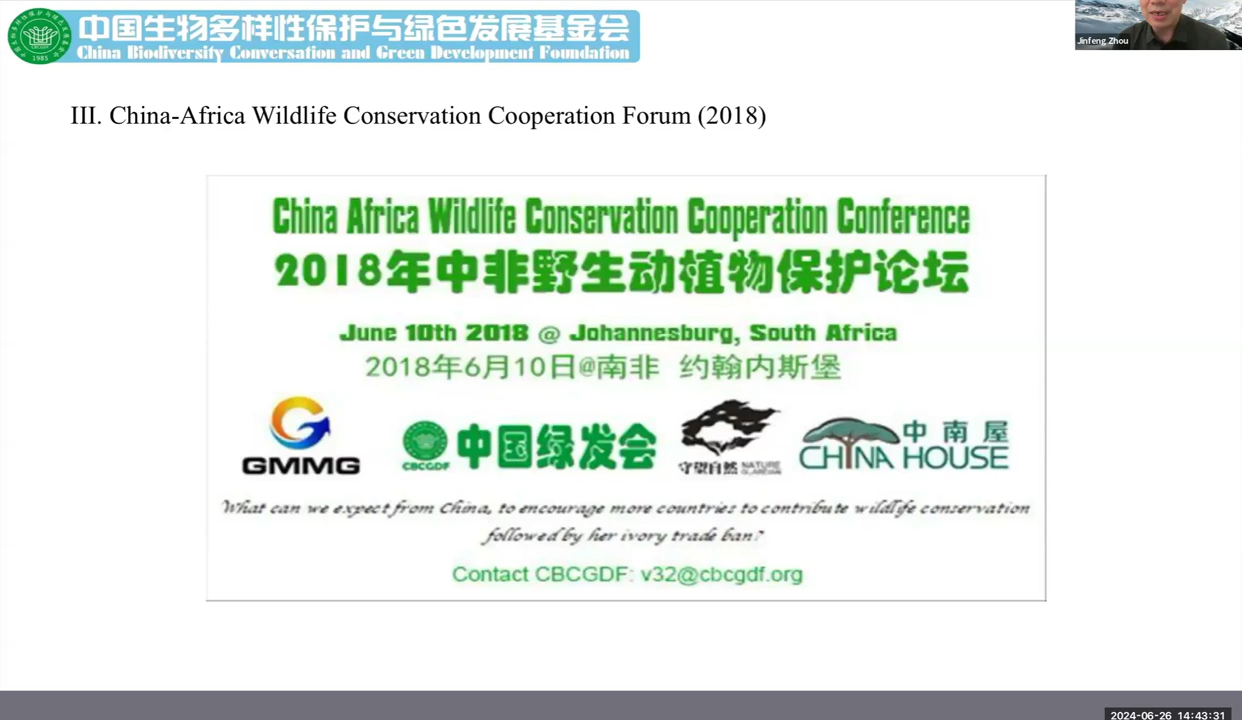 中国生物多样性保护与绿色发展基金会
China Biodiversity Conversation and Green Development Foundation
1985
Jinfeng Zhou
III. China-Africa Wildlife Conservation Cooperation Forum (2018)
China Africa Wildlife Conservation Cooperation Conference
2018年中非野生动植物保护论坛
June 10th 2018 @ Johannesburg, South Africa
2018年6月10日@南非 约翰内斯堡
GMMG
CBCGDF 中国绿发会
守望自然 NATURE GUARDIAN
中南屋
CHINA HOUSE
What can we expect from China, to encourage more countries to contribute wildlife conservation
followed by her ivory trade ban?
Contact CBCGDF: v32@cbcgdf.org
2024-06-26 14:43:31